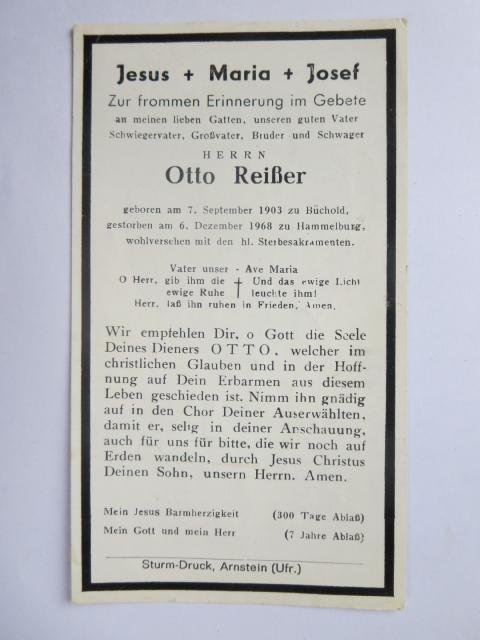 Jesus + Maria + Josef
Zur frommen Erinnerung im Gebete
an meinen lieben Gatten, unseren guten Vater
Schwiegervater, Großvater, Bruder und Schwager
HERRN
Otto Reißer
geboren am 7. September 1903 zu Büchold,
gestorben am 6. Dezember 1968 zu Hammelburg,
wohlversehen mit den hl. Sterbesakramenten.
Vater unser - Ave Maria
O Herr, gib ihm die † Und das ewige Licht
ewige Ruhe leuchte ihm!
Herr, laß ihn ruhen in Frieden, Amen.
Wir empfehlen Dir, o Gott die Seele
Deines Dieners OTTO, welcher im
christlichen Glauben und in der Hoff-
nung auf Dein Erbarmen aus diesem
Leben geschieden ist. Nimm ihn gnädig
auf in den Chor Deiner Auserwählten,
damit er, selig in deiner Anschauung,
auch für uns für bitte, die wir noch auf
Erden wandeln, durch Jesus Christus
Deinen Sohn, unsern Herrn. Amen.
Mein Jesus Barmherzigkeit (300 Tage Ablaß)
Mein Gott und mein Herr (7 Jahre Ablaß)
Sturm-Druck, Arnstein (Ufr.)